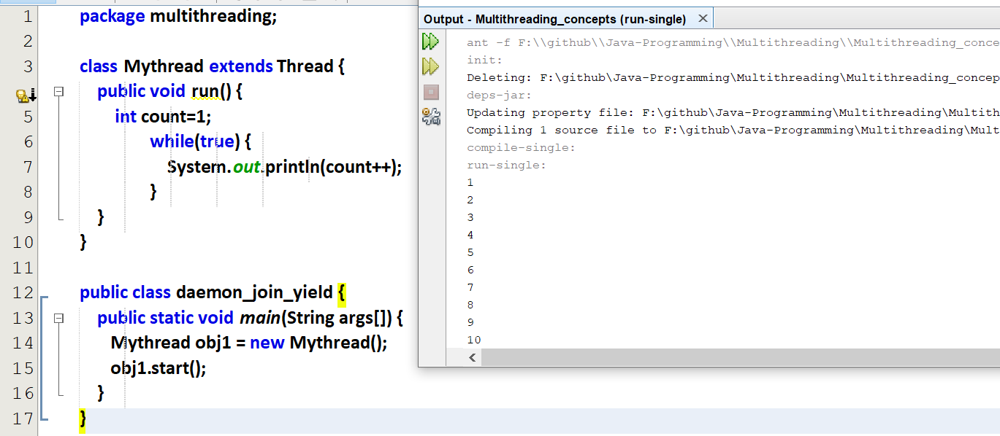 1 package multithreading;
2
3 class Mythread extends Thread {
public void run() {
5 int count=1;
6 while(true) {
7 System.out.println(count++);
8 }
9 }
10 }
11
12 public class daemon_join_yield {
13 public static void main(String args[]) {
14 Mythread obj1 = new Mythread();
15 obj1.start();
16 }
17 }
Output - Multithreading_concepts (run-single)
ant -f F:\\github\\Java-Programming\\Multithreading\\Multithreading_conce
init:
Deleting: F:\github\Java-Programming\Multithreading\Multithreading_concep
deps-jar:
Updating property file: F:\github\Java-Programming\Multithreading\Multith
Compiling 1 source file to F:\github\Java-Programming\Multithreading\Mult
compile-single:
run-single:
1
2
3
4
5
6
7
8
9
10